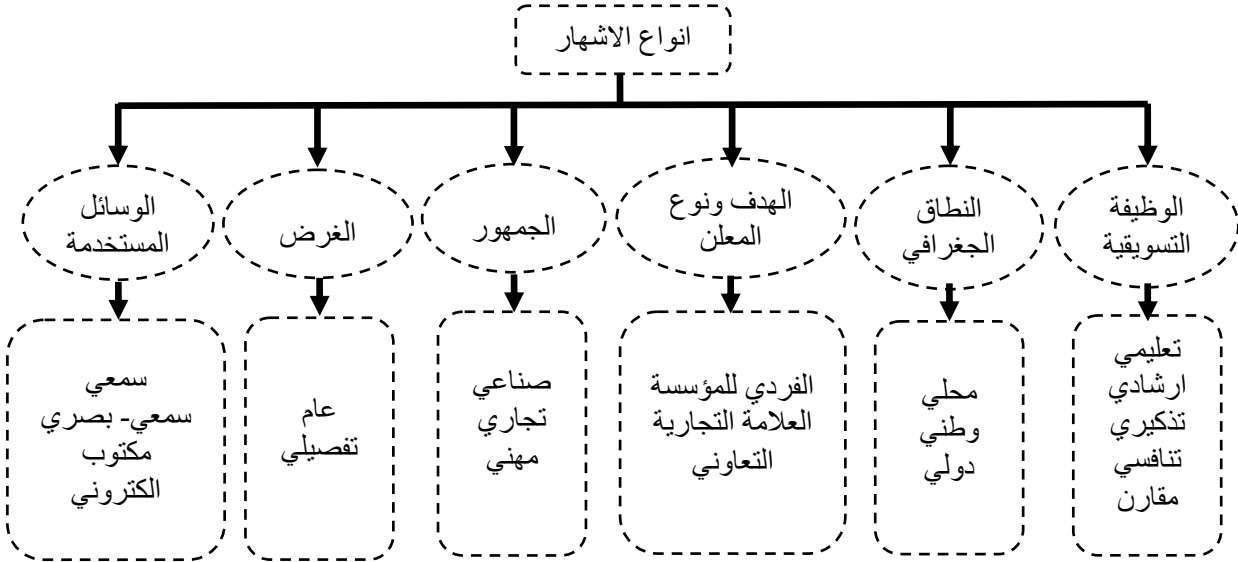 انواع الاشهار
الوظيفة
التسويقية
النطاق
الجغرافي
الهدف ونوع
المعلن
الجمهور
الغرض
الوسائل
المستخدمة
تعليمي
ارشادي
تذكيري
تنافسي
مقارن
محلي
وطني
دولي
الفردي للمؤسسة
العلامة التجارية
التعاوني
صناعي
تجاري
مهني
عام
تفصيلي
سمعي
سمعي- بصري
مكتوب
الكتروني